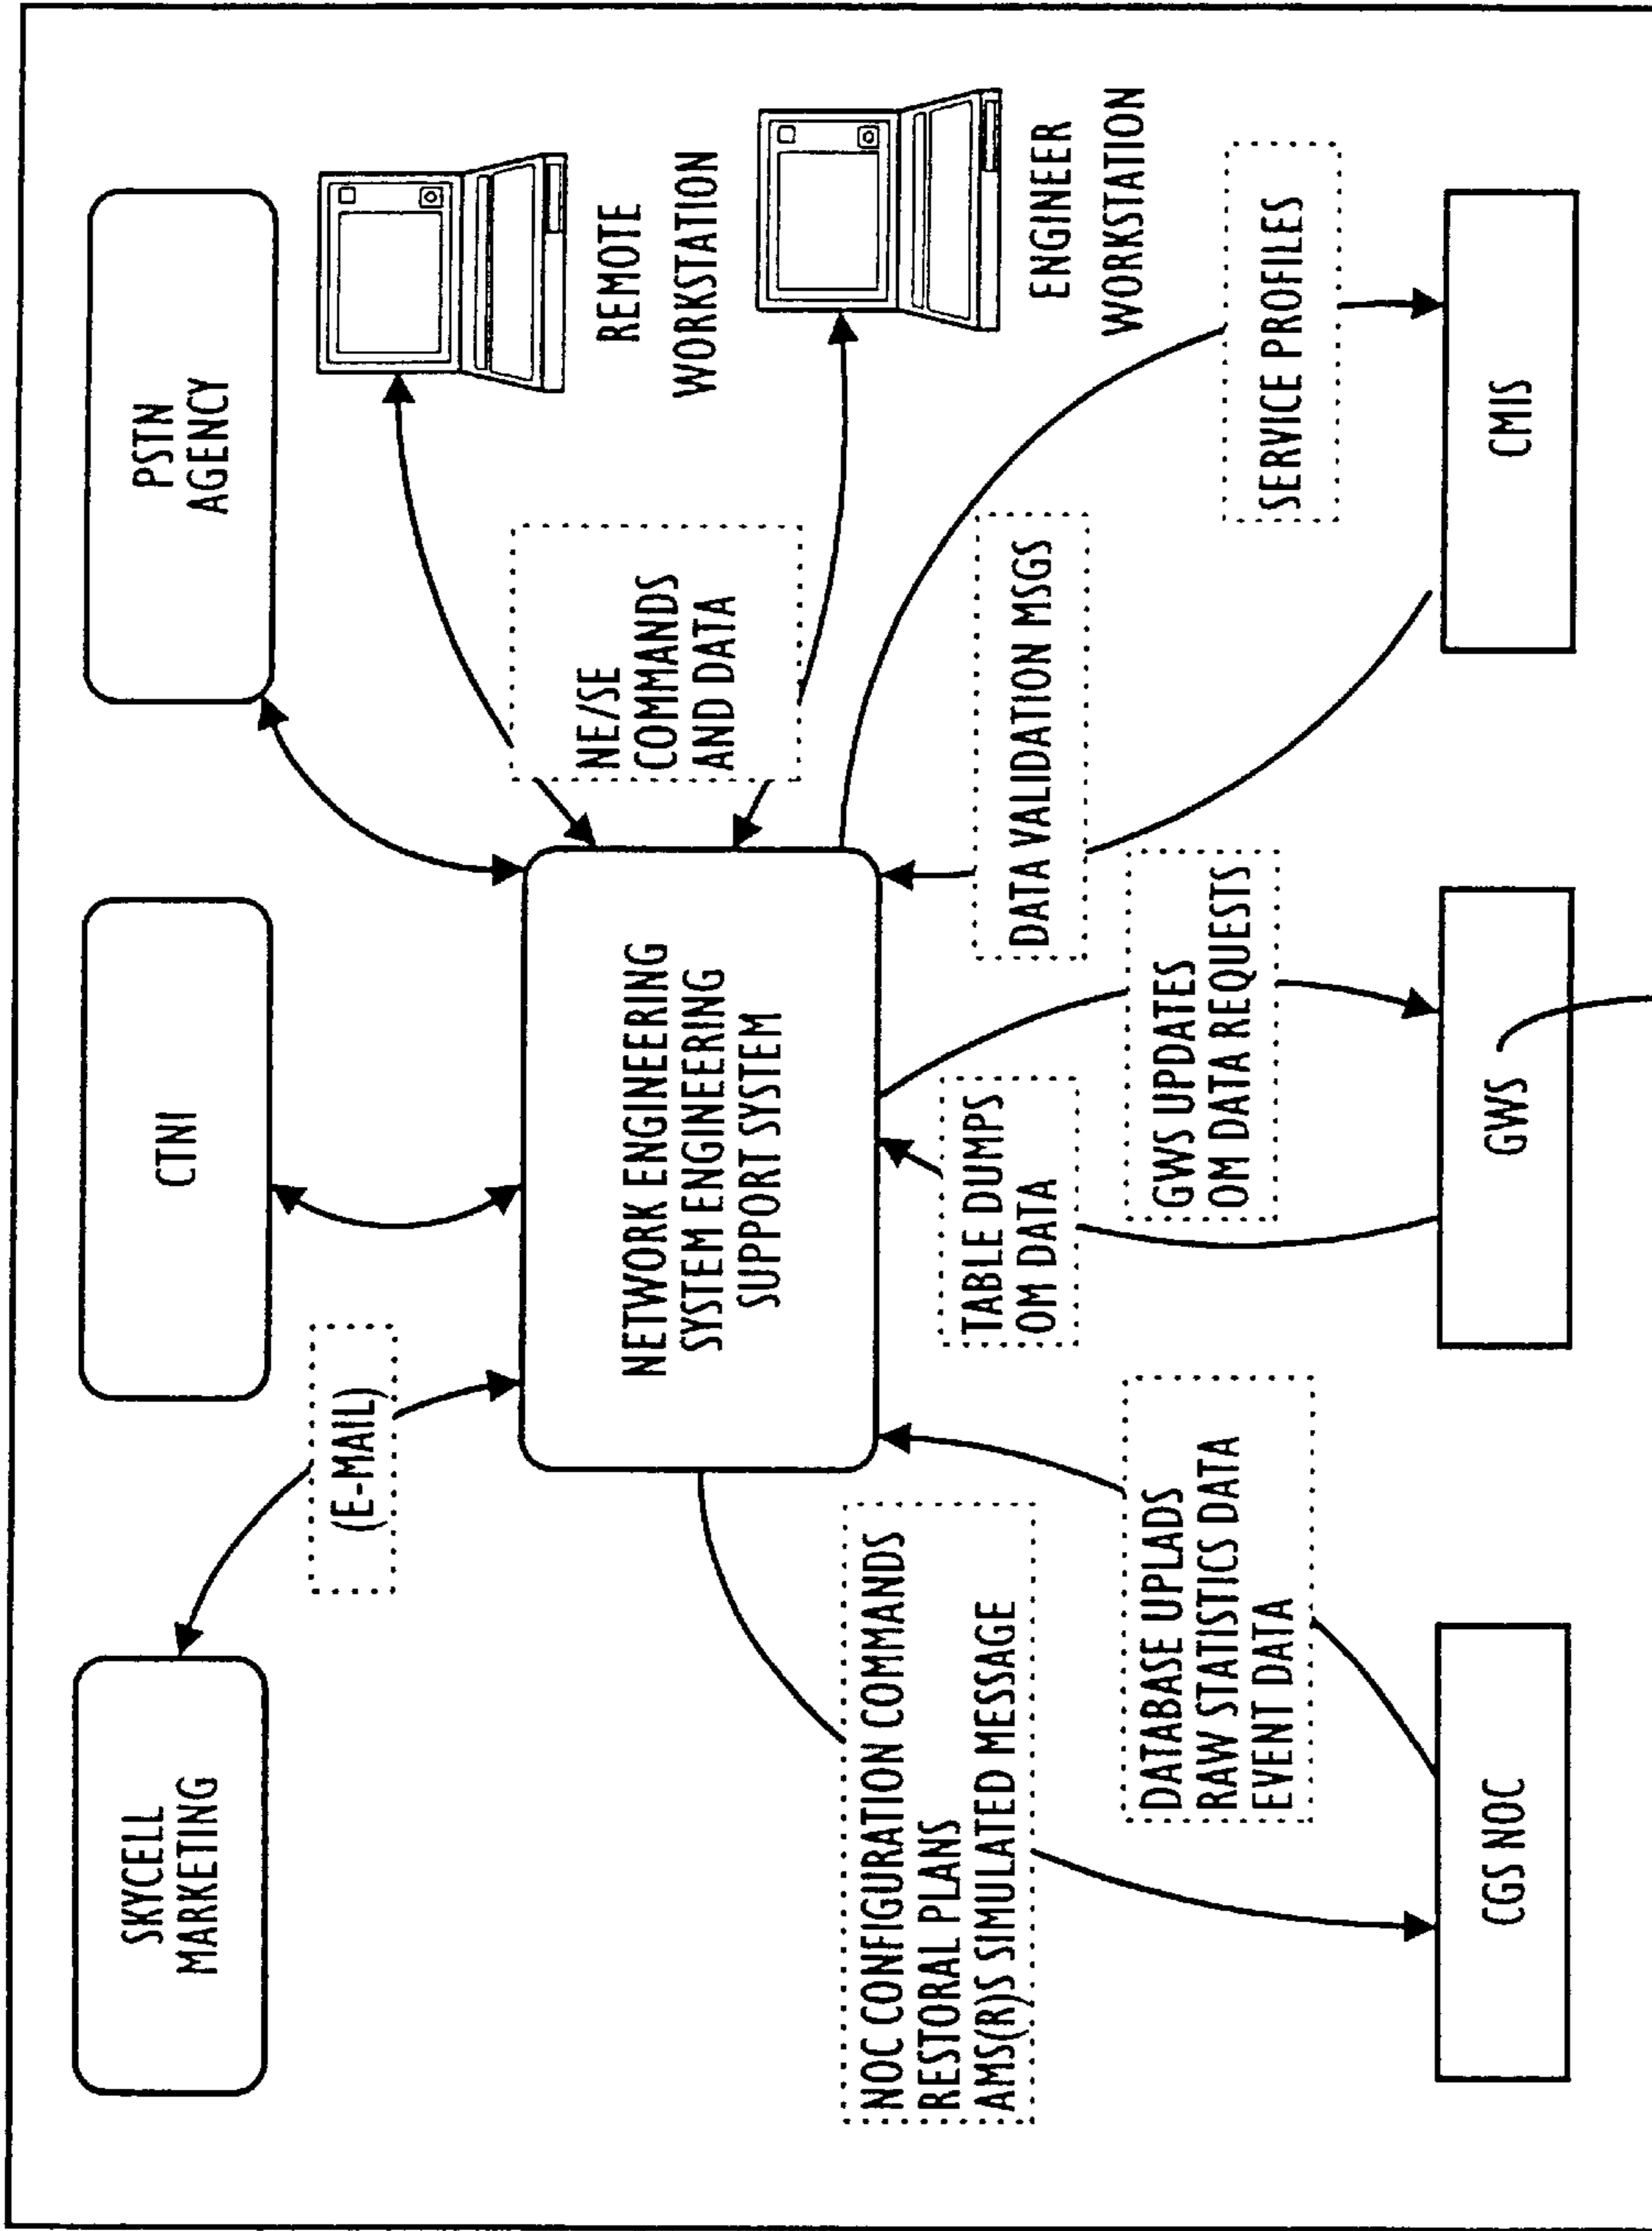 SKYCELL
MARKETING
CTNI
PSTN
AGENCY
(E-MAIL)
REMOTE
WORKSTATION
NE/SE
COMMANDS
AND DATA
NETWORK ENGINEERING
SYSTEM ENGINEERING
SUPPORT SYSTEM
ENGINEER
WORKSTATION
NOC CONFIGURATION COMMANDS
RESTORAL PLANS
AMS(R)S SIMULATED MESSAGE
TABLE DUMPS
OM DATA
DATA VALIDATION MSGS
DATABASE UPLADS
RAW STATISTICS DATA
EVENT DATA
GWS UPDATES
OM DATA REQUESTS
SERVICE PROFILES
CGS NOC
GWS
CMIS